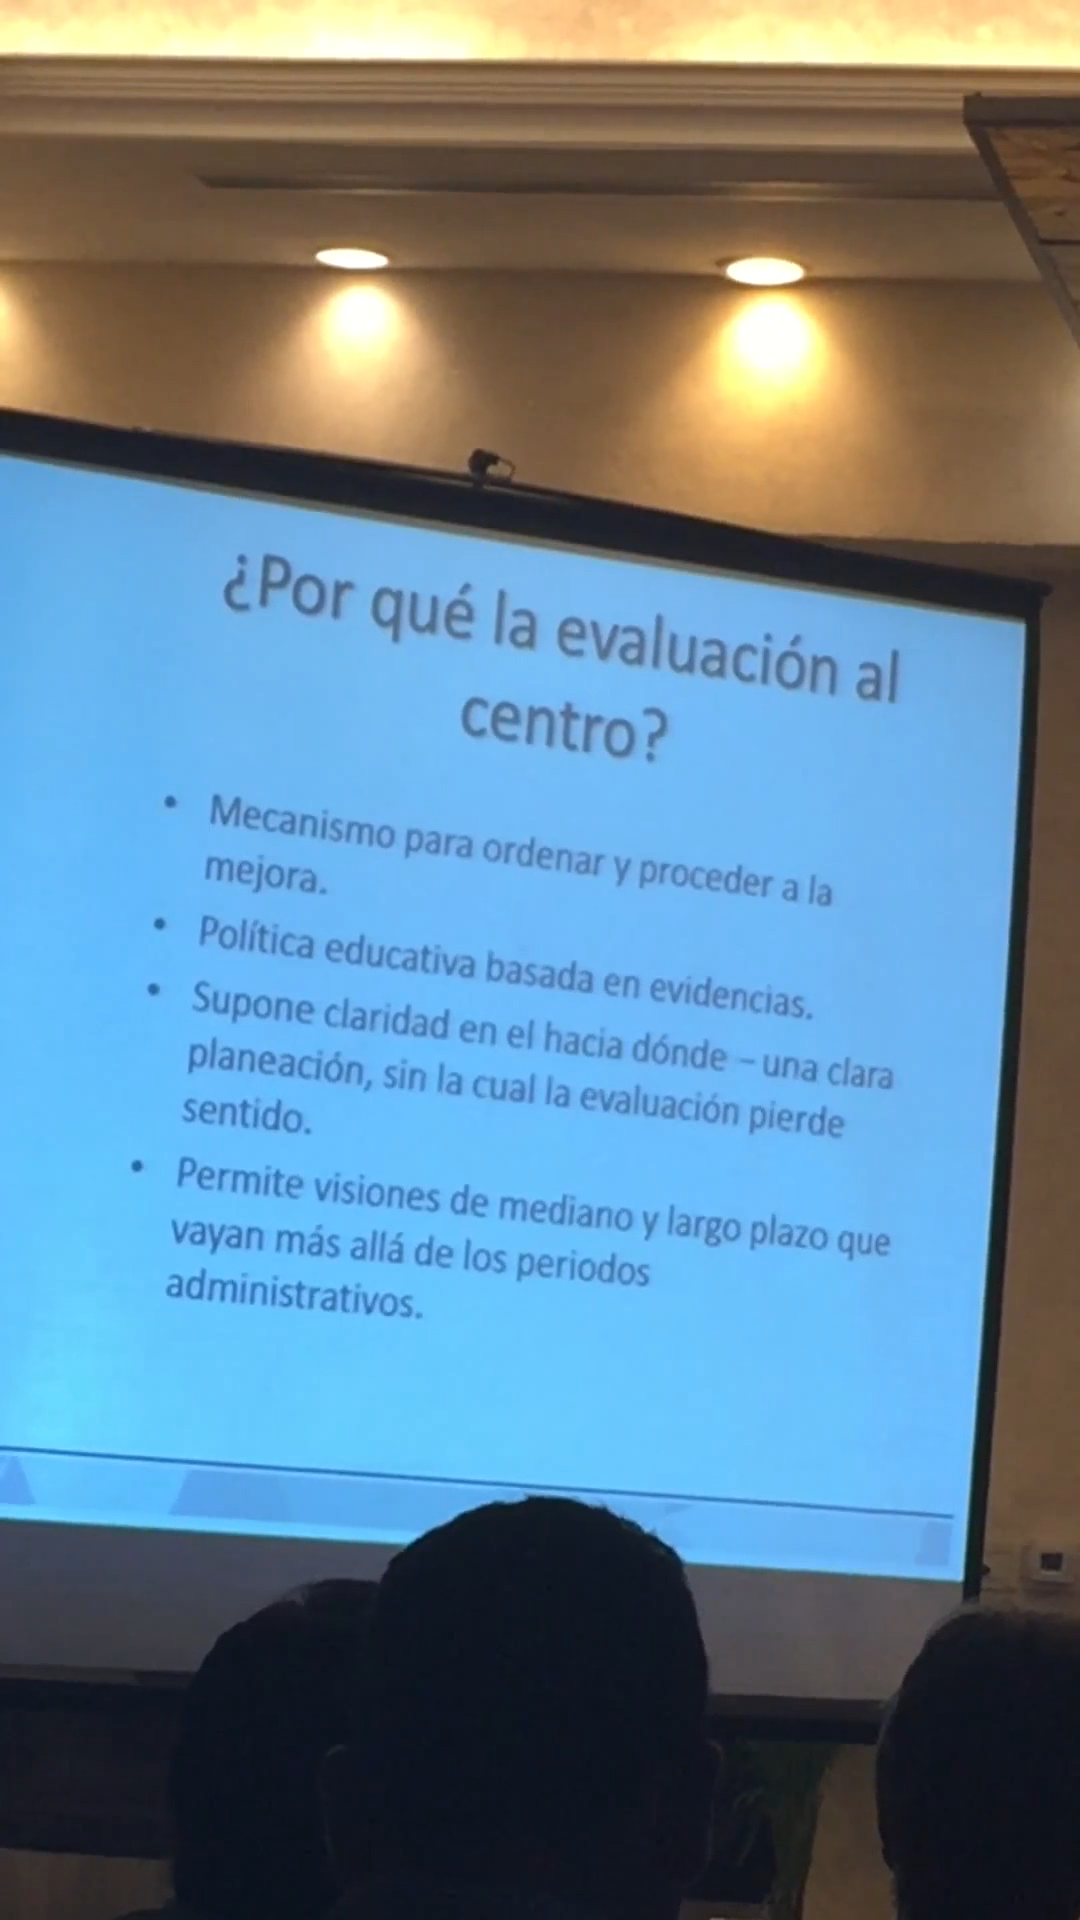 ¿Por qué la evaluación al
centro?
• Mecanismo para ordenar y proceder a la
mejora.
• Política educativa basada en evidencias.
• Supone claridad en el hacia dónde – una clara
planeación, sin la cual la evaluación pierde
sentido.
• Permite visiones de mediano y largo plazo que
vayan más allá de los periodos
administrativos.